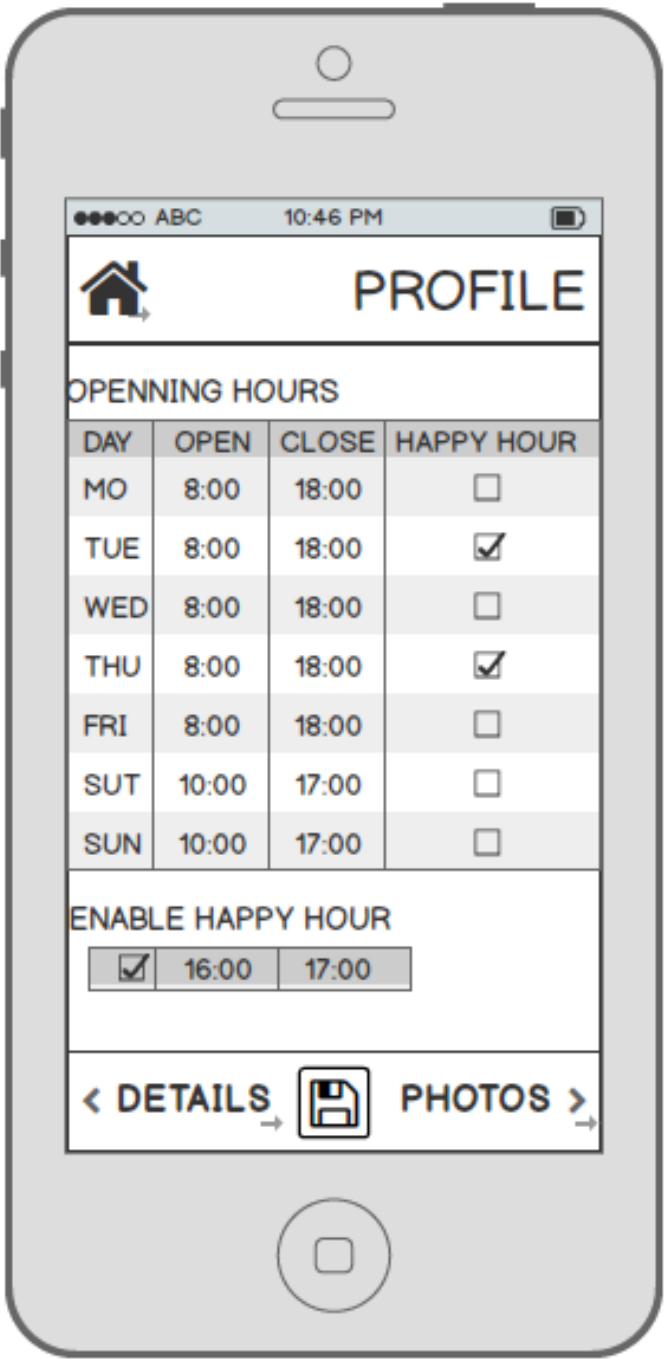 ABC 10:46 PM
PROFILE
OPENNING HOURS
DAY OPEN CLOSE HAPPY HOUR
MO 8:00 18:00
TUE 8:00 18:00
WED 8:00 18:00
THU 8:00 18:00
FRI 8:00 18:00
SUT 10:00 17:00
SUN 10:00 17:00
ENABLE HAPPY HOUR
16:00 17:00
< DETAILS PHOTOS >